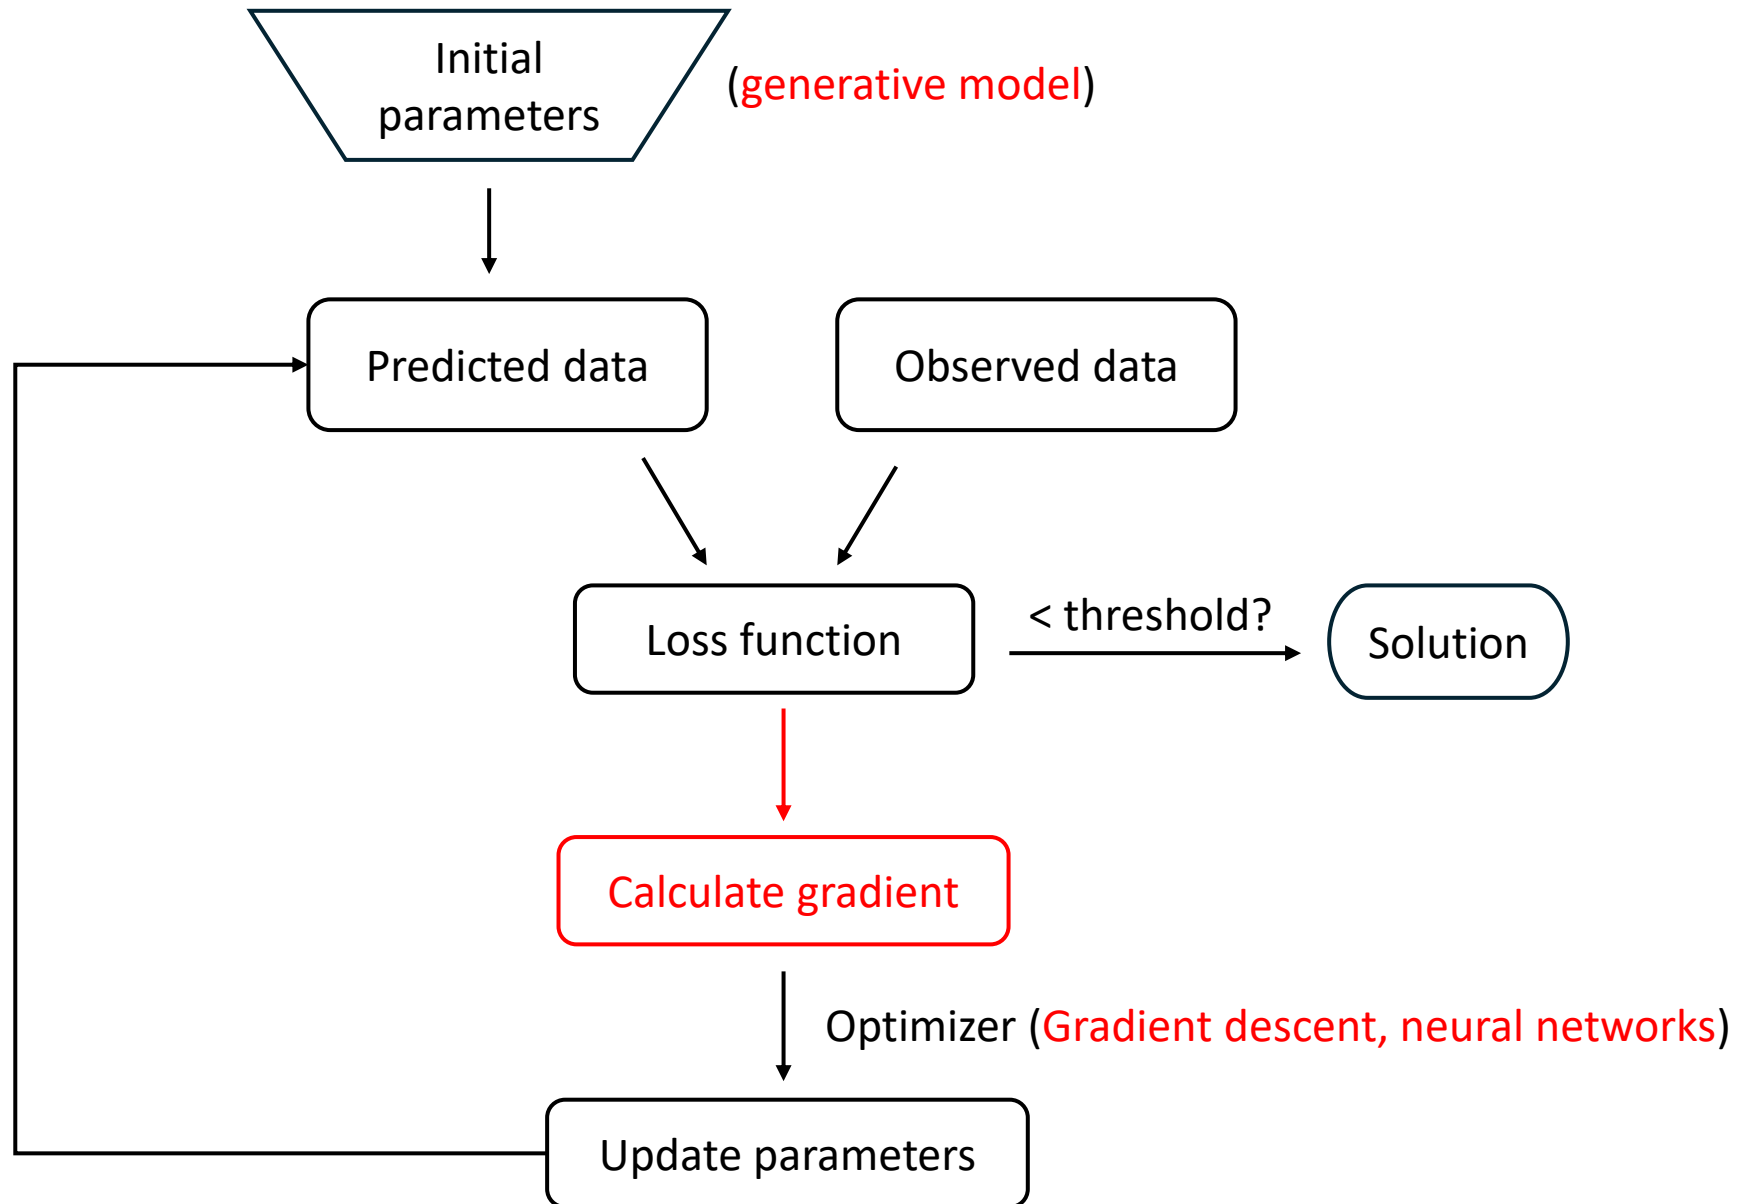 Initial
parameters
(generative model)
Predicted data
Observed data
Loss function
< threshold?
Solution
Calculate gradient
Optimizer (Gradient descent, neural networks)
Update parameters